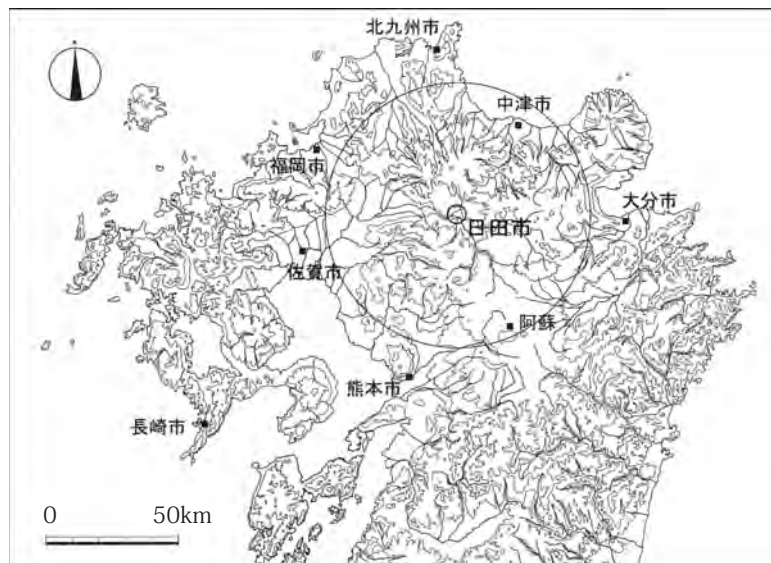 北九州市
中津市
福岡市
大分市
日田市
佐賀市
阿蘇
熊本市
長崎市
0 50km